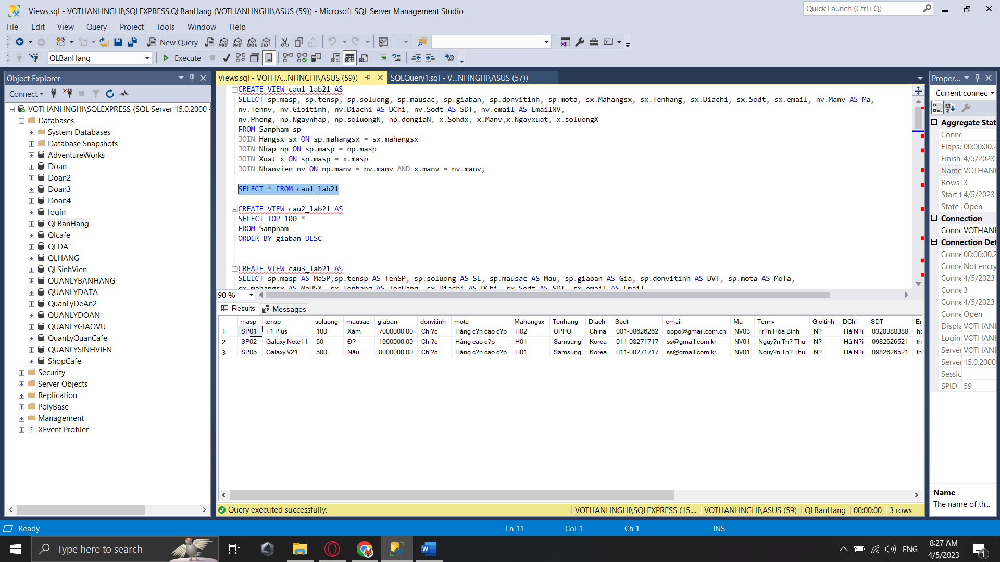 Views.sql - VOTHANHNGHI\SQLEXPRESS.QLBanHang (VOTHANHNGHI\ASUS (59)) - Microsoft SQL Server Management Studio
Quick Launch (Ctrl+Q)
File Edit View Query Project Tools Window Help
New Query MDX DMX XMLA DAX
QLBanHang Execute
Object Explorer
Connect
VOTHANHNGHI\SQLEXPRESS (SQL Server 15.0.2000 -
Databases
System Databases
Database Snapshots
AdventureWorks
Doan
Doan2
Doan3
Doan4
login
QLBanHang
Qlcafe
QLDA
QLHANG
QLSinhVien
QUANLYBANHANG
QUANLYDATA
QuanLyDeAn2
QUANLYDOAN
QUANLYGIAOVU
QuanLyQuanCafe
QUANLYSINHVIEN
ShopCafe
Security
Server Objects
Replication
PolyBase
Management
XEvent Profiler
Views.sql - VOTHA...NHNGHI\ASUS (59)) SQLQuery1.sql - V...NHNGHI\ASUS (57))
CREATE VIEW cau1_lab21 AS
SELECT sp.masp, sp.tensp, sp.soluong, sp.mausac, sp.giaban, sp.donvitinh, sp.mota, sx.Mahangsx, sx.Tenhang, sx.Diachi, sx.Sodt, sx.email, nv.Manv AS Ma,
nv.Tennv, nv.Gioitinh, nv.Diachi AS DChi, nv.Sodt AS SDT, nv.email AS EmailNV,
nv.Phong, np.Ngaynhap, np.soluongN, np.dongiaN, x.Sohdx, x.Manv,x.Ngayxuat, x.soluongX
FROM Sanpham sp
JOIN Hangsx sx ON sp.mahangsx = sx.mahangsx
JOIN Nhap np ON sp.masp = np.masp
JOIN Xuat x ON sp.masp = x.masp
JOIN Nhanvien nv ON np.manv = nv.manv AND x.manv = nv.manv;
SELECT * FROM cau1_lab21
CREATE VIEW cau2_lab21 AS
SELECT TOP 100 *
FROM Sanpham
ORDER BY giaban DESC
CREATE VIEW cau3_lab21 AS
SELECT sp.masp AS MaSP,sp.tensp AS TenSP, sp.soluong AS SL, sp.mausac AS Mau, sp.giaban AS Gia, sp.donvitinh AS DVT, sp.mota AS MoTa,
sx.mahangsx AS MaHSX, sx.Tenhang AS TenHang, sx.Diachi AS DChi, sx.Sodt AS SDT, sx.email AS Email
90 %
Results Messages
masp tensp soluong mausac giaban donvitinh mota Mahangsx Tenhang Diachi Sodt email Ma Tennv Gioitinh DChi SDT Er
1 SP01 F1 Plus 100 Xám 7000000.00 Chi?c Hàng c?n cao c?p H02 OPPO China 081-08626262 oppo@gmail.com.cn NV03 Tr?n Hòa Bình N? Hà N?i 0328388388 ht
2 SP02 Galaxy Note11 50 Đ? 1900000.00 Chi?c Hàng cao c?p H01 Samsung Korea 011-08271717 ss@gmail.com.kr NV01 Nguy?n Th? Thu N? Hà N?i 0982626521 th
3 SP05 Galaxy V21 500 Nâu 8000000.00 Chi?c Hàng c?n cao c?p H01 Samsung Korea 011-08271717 ss@gmail.com.kr NV01 Nguy?n Th? Thu N? Hà N?i 0982626521 th
Query executed successfully. VOTHANHNGHI\SQLEXPRESS (15.... VOTHANHNGHI\ASUS (59) QLBanHang 00:00:00 3 rows
Proper...
Current connec
Aggregate Stat
Conne
Elapse 00:00:00.2
Finish 4/5/2023
Name VOTHANI
Rows 3
Start t 4/5/2023
State Open
Connection
Conne VOTHANI
Connection Det
Conne 00:00:00.2
Conne Not encry
Conne 4/5/2023
Conne 3
Conne 4/5/2023
Conne Open
Displa VOTHANI
Login VOTHANI
Server VOTHANI
Server 15.0.2000
Sessic
SPID 59
Name
The name of th...
Ready Ln 11 Col 1 Ch 1 INS
Type here to search
ENG
8:27 AM
4/5/2023
1